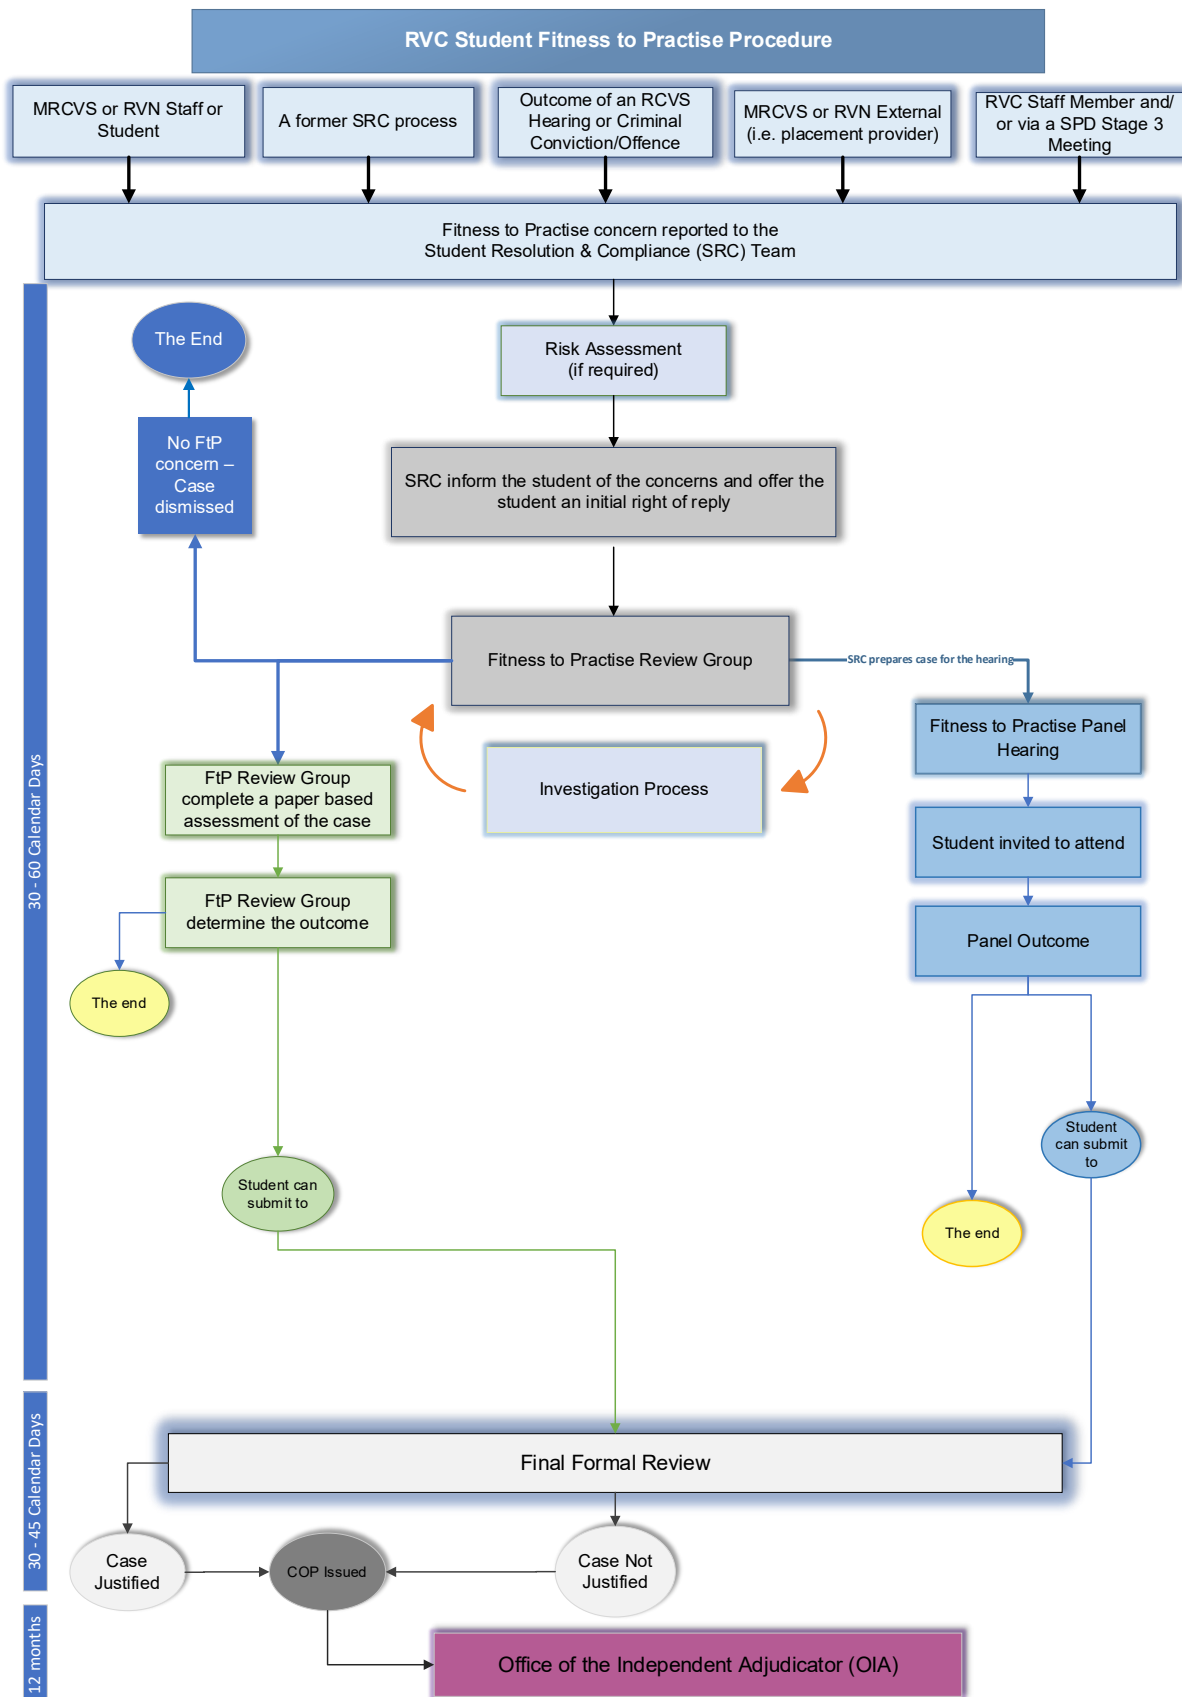 RVC Student Fitness to Practise Procedure
MRCVS or RVN Staff or
Student
A former SRC process
Outcome of an RCVS
Hearing or Criminal
Conviction/Offence
MRCVS or RVN External
(i.e. placement provider)
RVC Staff Member and/
or via a SPD Stage 3
Meeting
Fitness to Practise concern reported to the
Student Resolution & Compliance (SRC) Team
30 - 60 Calendar Days
The End
Risk Assessment
(if required)
No FtP
concern –
Case
dismissed
SRC inform the student of the concerns and offer the
student an initial right of reply
Fitness to Practise Review Group
SRC prepares case for the hearing
Fitness to Practise Panel
Hearing
Investigation Process
FtP Review Group
complete a paper based
assessment of the case
Student invited to attend
FtP Review Group
determine the outcome
Panel Outcome
The end
Student
can submit
to
Student can
submit to
The end
30 - 45 Calendar Days
Final Formal Review
Case
Justified
COP Issued
Case Not
Justified
12 months
Office of the Independent Adjudicator (OIA)